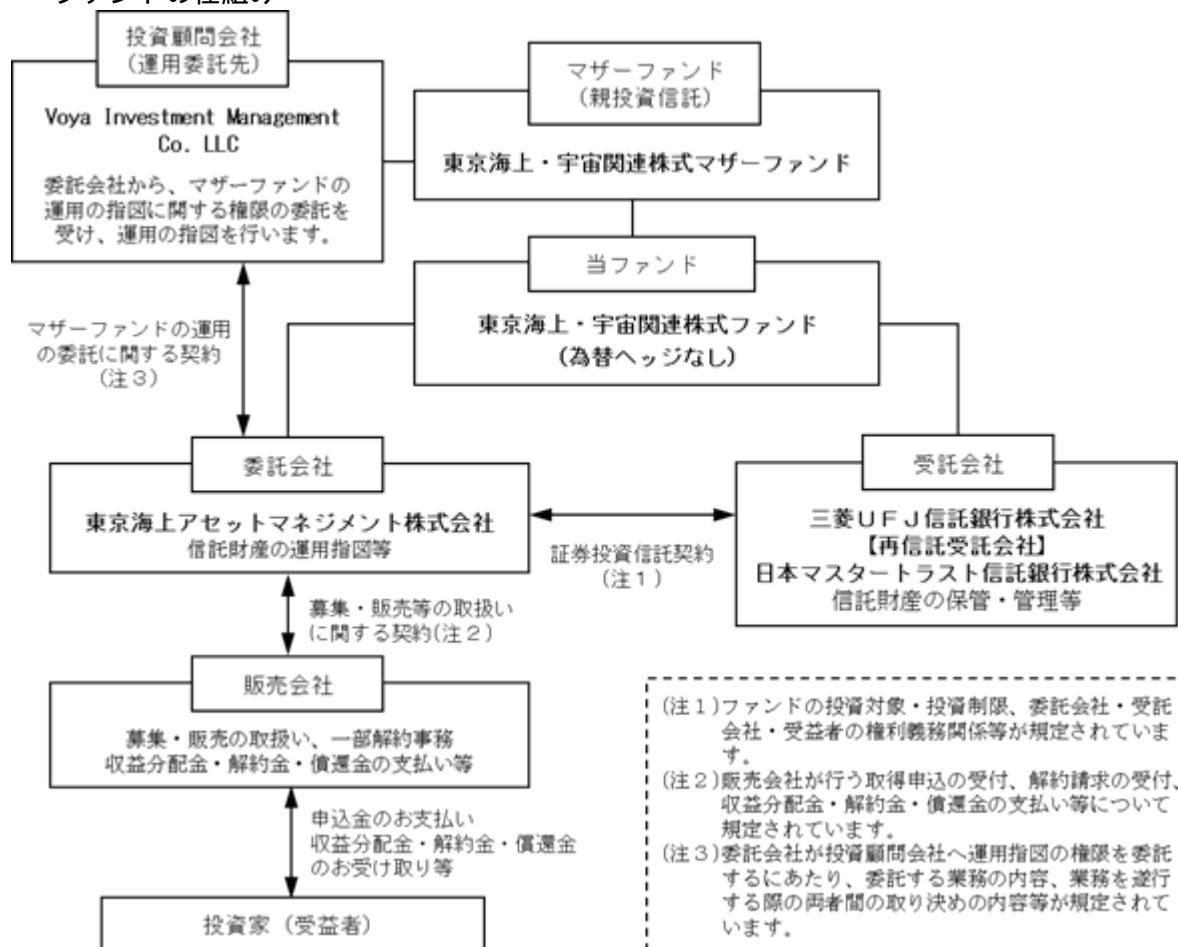 ファンドの仕組み
投資顧問会社
(運用委託先)
Voya Investment Management
Co. LLC
委託会社から、マザーファンドの
運用の指図に関する権限の委託を
受け、運用の指図を行います。
マザーファンド
(親投資信託)
東京海上・宇宙関連株式マザーファンド
当ファンド
東京海上・宇宙関連株式ファンド
(為替ヘッジなし)
マザーファンドの運用
の委託に関する契約
(注3)
委託会社
東京海上アセットマネジメント株式会社
信託財産の運用指図等
証券投資信託契約
(注1)
受託会社
三菱UFJ信託銀行株式会社
【再信託受託会社】
日本マスタートラスト信託銀行株式会社
信託財産の保管・管理等
募集・販売等の取扱い
に関する契約(注2)
販売会社
募集・販売の取扱い、一部解約事務
収益分配金・解約金・償還金の支払い等
申込金のお支払い
収益分配金・解約金・償還金
のお受け取り等
投資家(受益者)
(注1)ファンドの投資対象・投資制限、委託会社・受託
会社・受益者の権利義務関係等が規定されていま
す。
(注2)販売会社が行う取得申込の受付、解約請求の受付、
収益分配金・解約金・償還金の支払い等について
規定されています。
(注3)委託会社が投資顧問会社へ運用指図の権限を委託
するにあたり、委託する業務の内容、業務を遂行
する際の両者間の取り決めの内容等が規定されて
います。